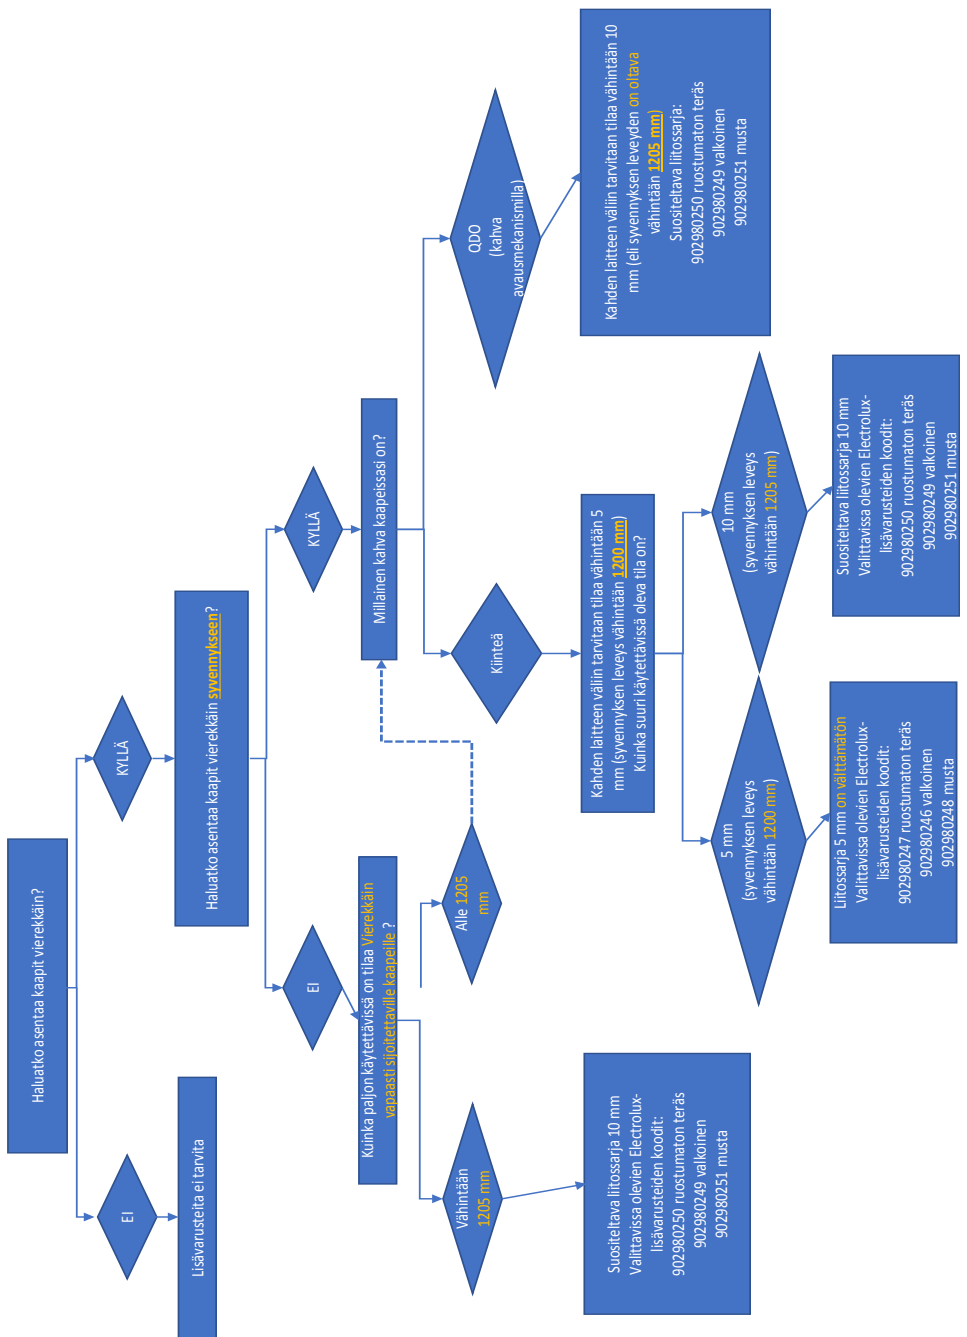 Haluatko asentaa kaapit vierekkäin?
EI
Lisävarusteita ei tarvita
KYLLÄ
Haluatko asentaa kaapit vierekkäin syvennykseen?
EI
Kuinka paljon käytettävissä on tilaa Vierekkäin
vapaasti sijoitettaville kaapeille ?
Vähintään
1205 mm
Suositeltava liitossarja 10 mm
Valittavissa olevien Electrolux-
lisävarusteiden koodit:
902980250 ruostumaton teräs
902980249 valkoinen
902980251 musta
Alle 1205
mm
KYLLÄ
Millainen kahva kaapeissasi on?
Kiinteä
Kahden laitteen väliin tarvitaan tilaa vähintään 5
mm (syvennyksen leveys vähintään 1200 mm)
Kuinka suuri käytettävissä oleva tila on?
5 mm
(syvennyksen leveys
vähintään 1200 mm)
Liitossarja 5 mm on välttämätön
Valittavissa olevien Electrolux-
lisävarusteiden koodit:
902980247 ruostumaton teräs
902980246 valkoinen
902980248 musta
10 mm
(syvennyksen leveys
vähintään 1205 mm)
Suositeltava liitossarja 10 mm
Valittavissa olevien Electrolux-
lisävarusteiden koodit:
902980250 ruostumaton teräs
902980249 valkoinen
902980251 musta
QDO
(kahva
avausmekanismilla)
Kahden laitteen väliin tarvitaan tilaa vähintään 10
mm (eli syvennyksen leveyden on oltava
vähintään 1205 mm)
Suositeltava liitossarja:
902980250 ruostumaton teräs
902980249 valkoinen
902980251 musta